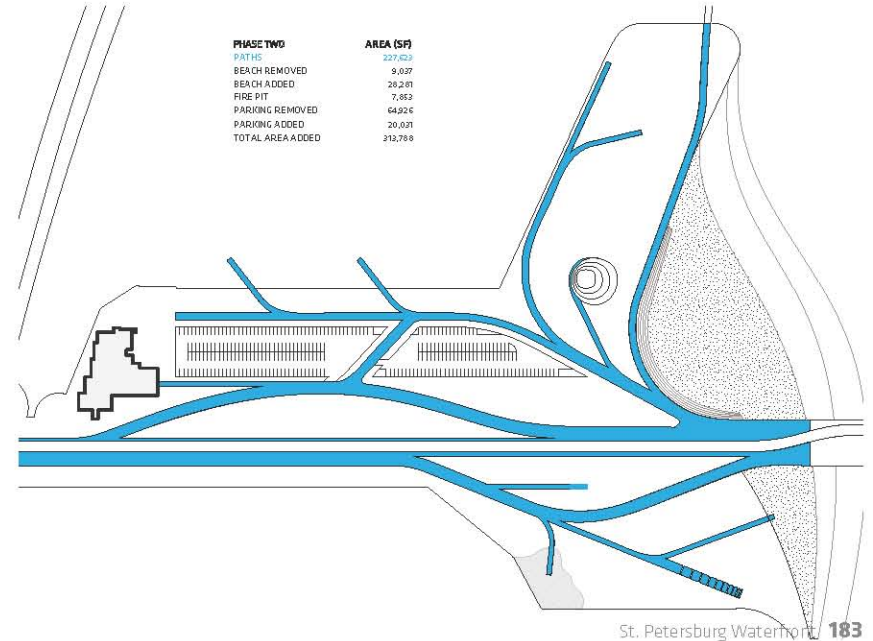 PHASE TWO AREA (SF)
PATHS 227,623
BEACH REMOVED 9,037
BEACH ADDED 28,281
FIRE PIT 7,853
PARKING REMOVED 64,926
PARKING ADDED 20,031
TOTAL AREA ADDED 313,788
St. Petersburg Waterfront 183